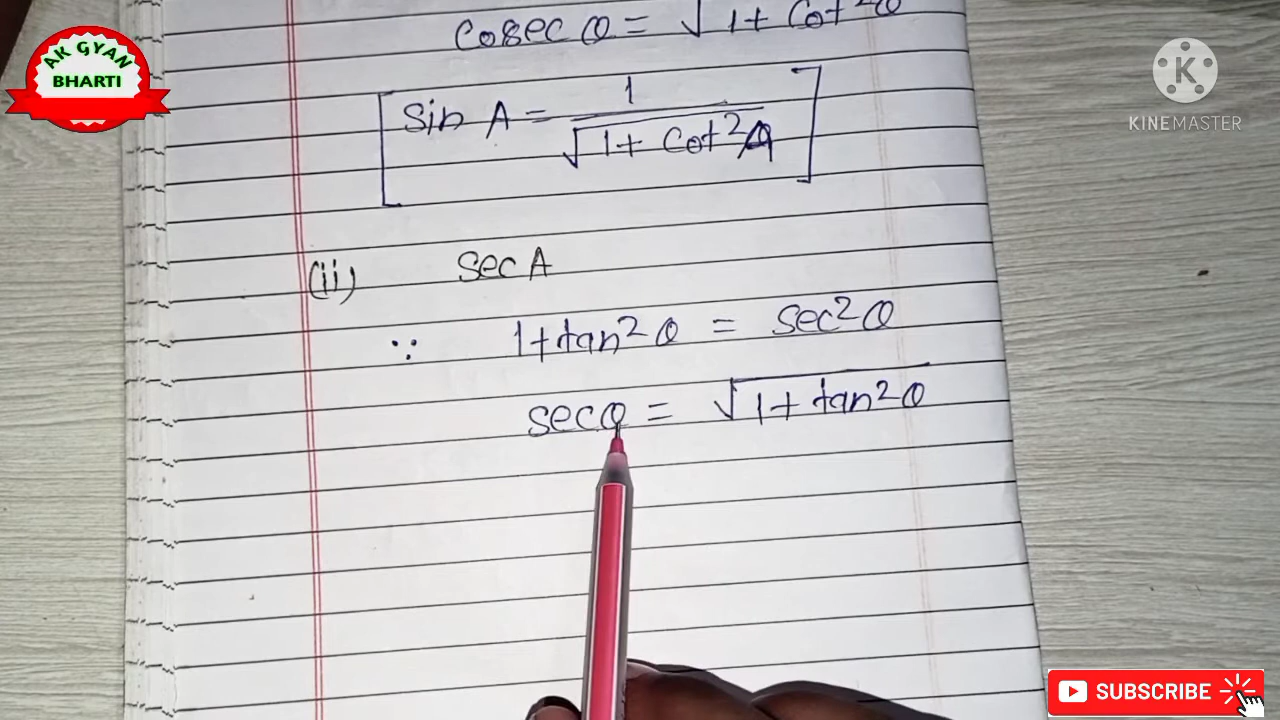 AK GYAN
BHARTI
KINEMASTER
cosec θ = √1+ cot²θ
sin A = 1/√1+ cot²A
(ii) sec A
∵ 1+tan²θ = sec²θ
secθ = √1+tan²θ
SUBSCRIBE